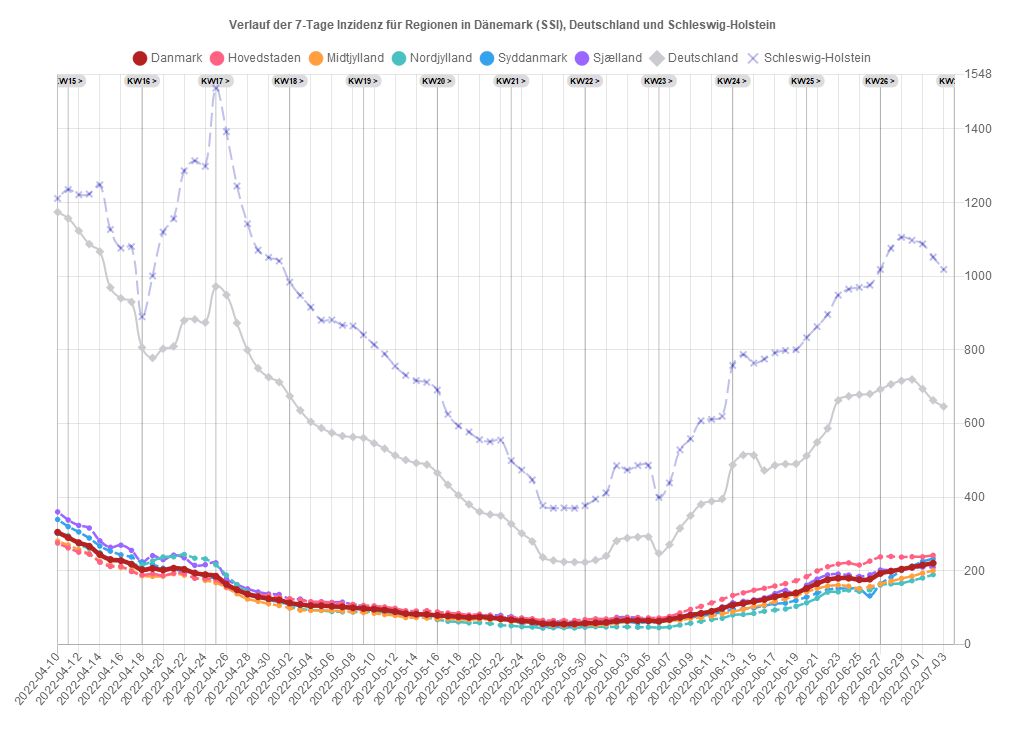 Verlauf der 7-Tage Inzidenz für Regionen in Dänemark (SSI), Deutschland und Schleswig-Holstein
Danmark Hovedstaden Midtjylland Nordjylland Syddanmark Sjælland Deutschland Schleswig-Holstein
KW15 > KW16 > KW17 > KW18 > KW19 > KW20 > KW21 > KW22 > KW23 > KW24 > KW25 > KW26 > KW
1548
1400
1200
1000
800
600
400
200
0
2022-04-10 2022-04-12 2022-04-14 2022-04-16 2022-04-18 2022-04-20 2022-04-22 2022-04-24 2022-04-26 2022-04-28 2022-04-30 2022-05-02 2022-05-04 2022-05-06 2022-05-08 2022-05-10 2022-05-12 2022-05-14 2022-05-16 2022-05-18 2022-05-20 2022-05-22 2022-05-24 2022-05-26 2022-05-28 2022-05-30 2022-06-01 2022-06-03 2022-06-05 2022-06-07 2022-06-09 2022-06-11 2022-06-13 2022-06-15 2022-06-17 2022-06-19 2022-06-21 2022-06-23 2022-06-25 2022-06-27 2022-06-29 2022-07-01 2022-07-03